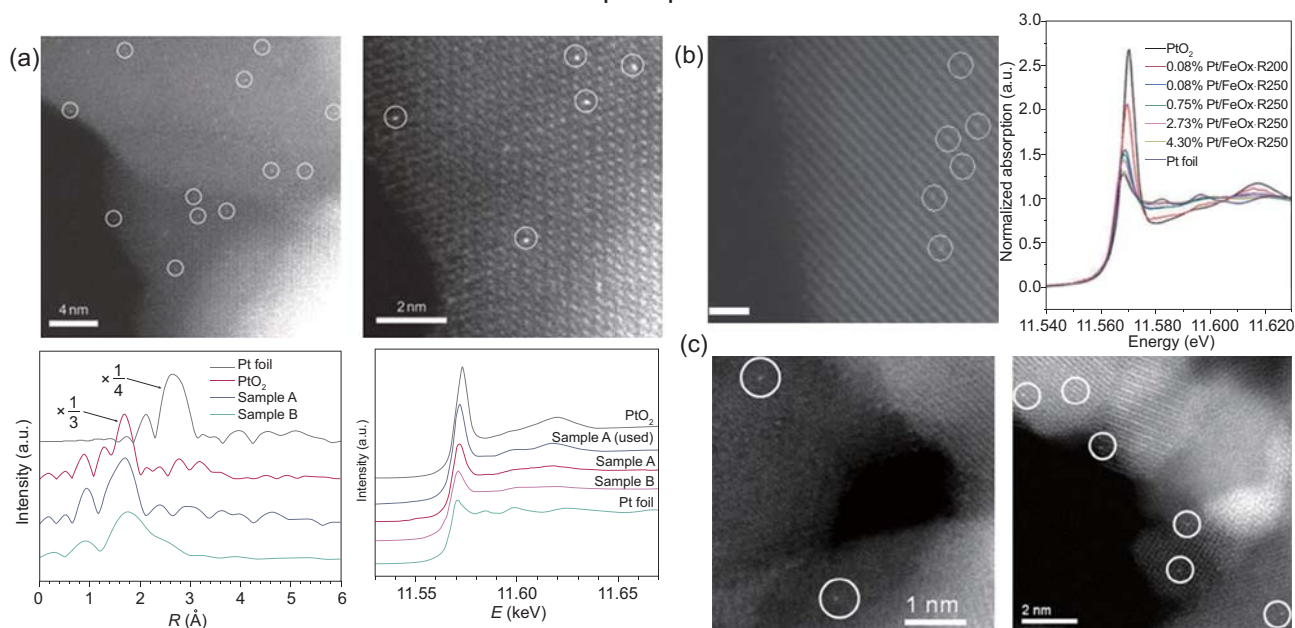 (a)
4 nm
2 nm
(b)
Normalized absorption (a.u.)
3.0
2.5
2.0
1.5
1.0
0.5
0.0
PtO2
0.08% Pt/FeOx-R200
0.08% Pt/FeOx-R250
0.75% Pt/FeOx-R250
2.73% Pt/FeOx-R250
4.30% Pt/FeOx-R250
Pt foil
11.540 11.560 11.580 11.600 11.620
Energy (eV)
Intensity (a.u.)
× 1/4
× 1/3
Pt foil
PtO2
Sample A
Sample B
0 1 2 3 4 5 6
R (Å)
Intensity (a.u.)
PtO2
Sample A (used)
Sample A
Sample B
Pt foil
11.55 11.60 11.65
E (keV)
(c)
1 nm
2 nm